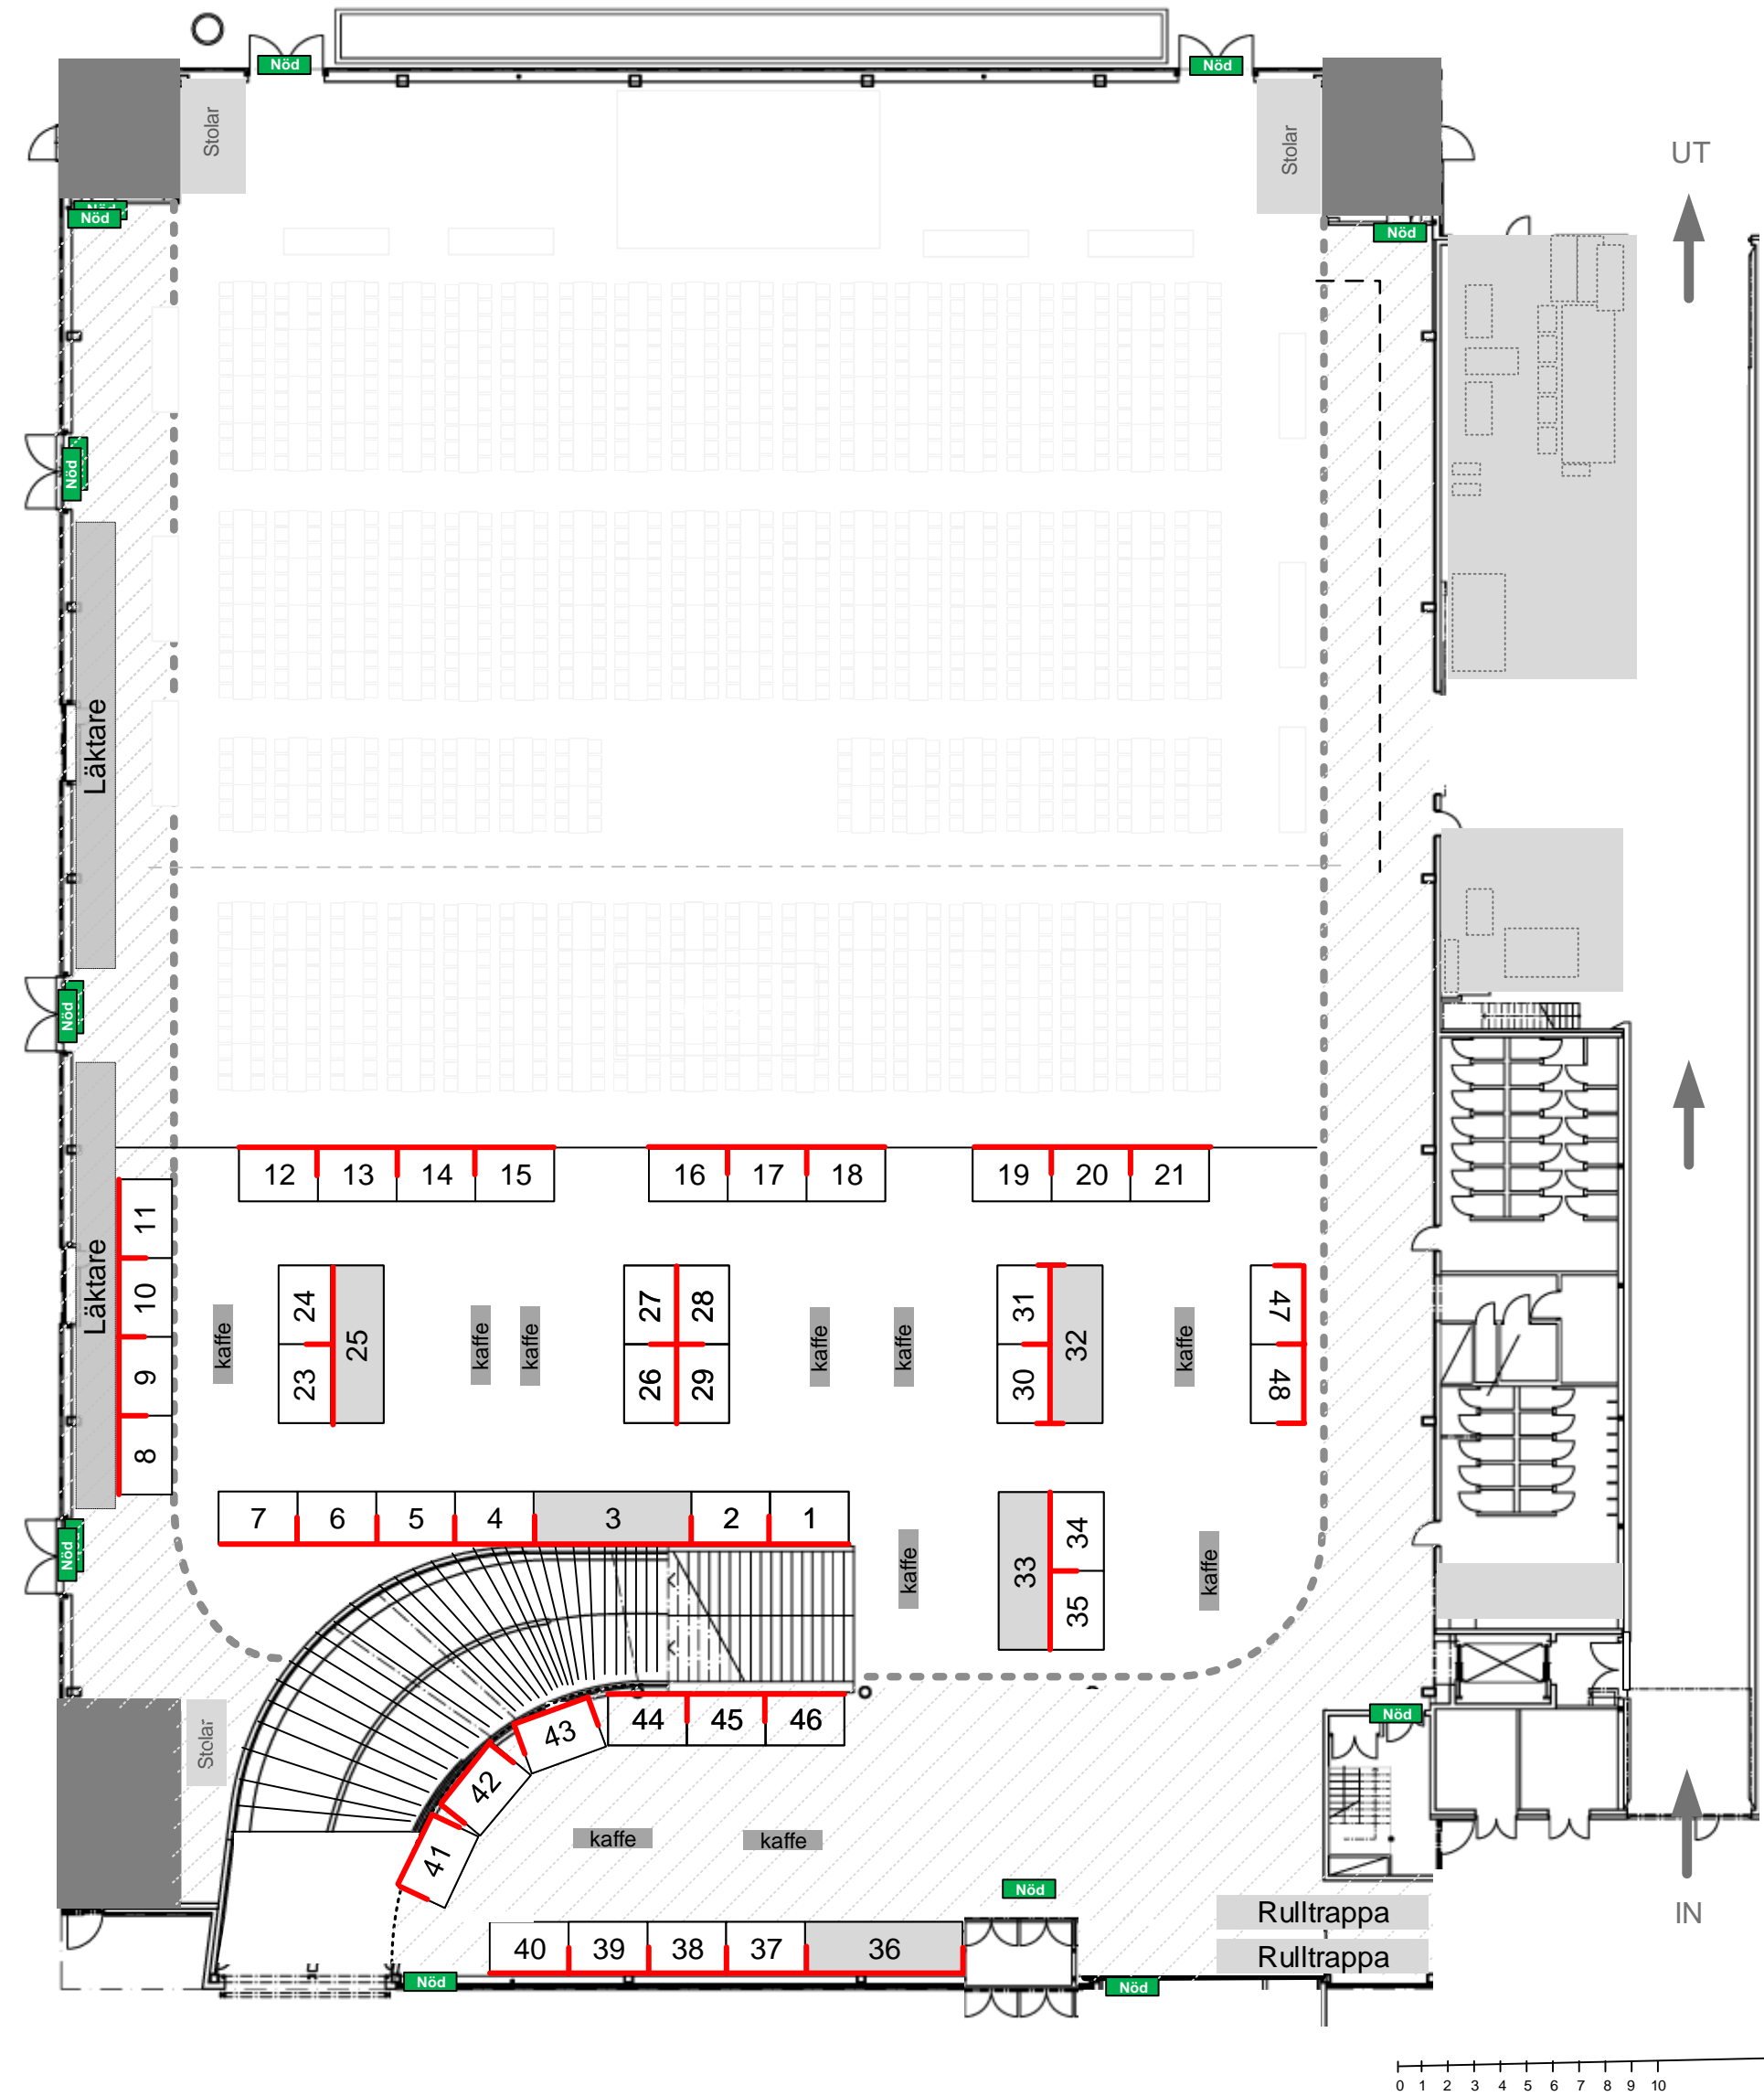 Nöd
Nöd
Stolar
Stolar
UT
Nöd
Nöd
Nöd
Läktare
Nöd
12 13 14 15 16 17 18 19 20 21
11
10
9
8
Läktare
kaffe
24
23
25
kaffe
kaffe
27
28
26
29
kaffe
kaffe
31
30
32
kaffe
47
48
7 6 5 4 3 2 1
Nöd
kaffe
33
34
35
kaffe
Stolar
43
44 45 46
Nöd
42
41
kaffe kaffe
Nöd
Rulltrappa
IN
40 39 38 37 36
Rulltrappa
Nöd
Nöd
0 1 2 3 4 5 6 7 8 9 10